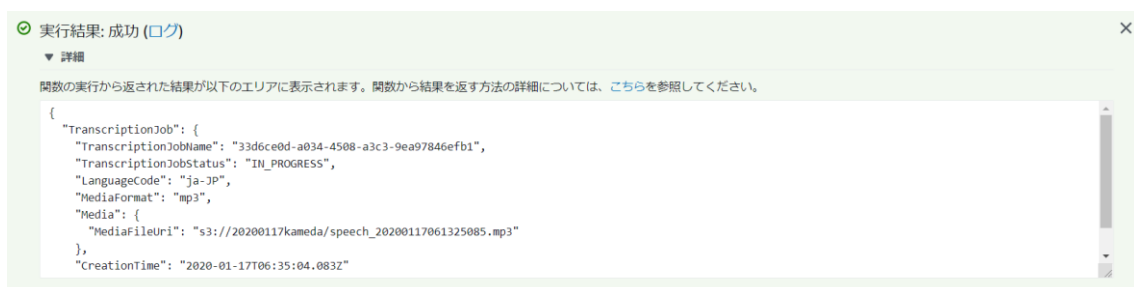 実行結果: 成功 (ログ)
▼ 詳細
関数の実行から返された結果が以下のエリアに表示されます。関数から結果を返す方法の詳細については、こちらを参照してください。
{
  "TranscriptionJob": {
    "TranscriptionJobName": "33d6ce0d-a034-4508-a3c3-9ea97846efb1",
    "TranscriptionJobStatus": "IN_PROGRESS",
    "LanguageCode": "ja-JP",
    "MediaFormat": "mp3",
    "Media": {
      "MediaFileUri": "s3://20200117kameda/speech_20200117061325085.mp3"
    },
    "CreationTime": "2020-01-17T06:35:04.083Z"